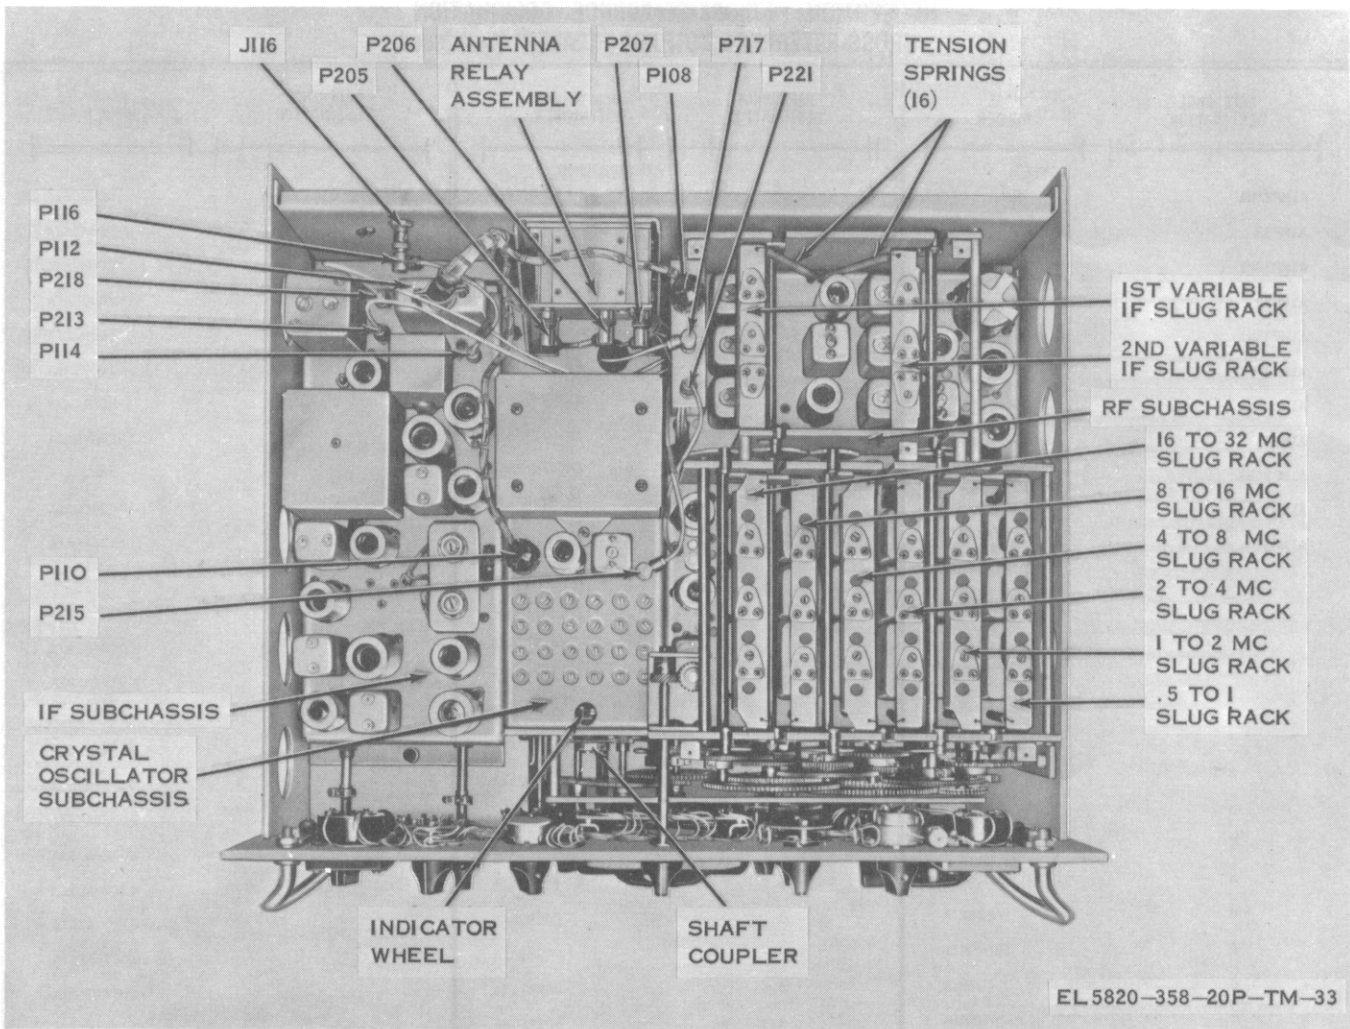 J116
P206
ANTENNA
RELAY
ASSEMBLY
P207
P717
TENSION
SPRINGS
(16)
P205
P108
P221
P116
P112
P218
P213
P114
1ST VARIABLE
IF SLUG RACK
2ND VARIABLE
IF SLUG RACK
RF SUBCHASSIS
16 TO 32 MC
SLUG RACK
8 TO 16 MC
SLUG RACK
4 TO 8 MC
SLUG RACK
2 TO 4 MC
SLUG RACK
1 TO 2 MC
SLUG RACK
.5 TO 1
SLUG RACK
P110
P215
IF SUBCHASSIS
CRYSTAL
OSCILLATOR
SUBCHASSIS
INDICATOR
WHEEL
SHAFT
COUPLER
EL5820-358-20P-TM-33